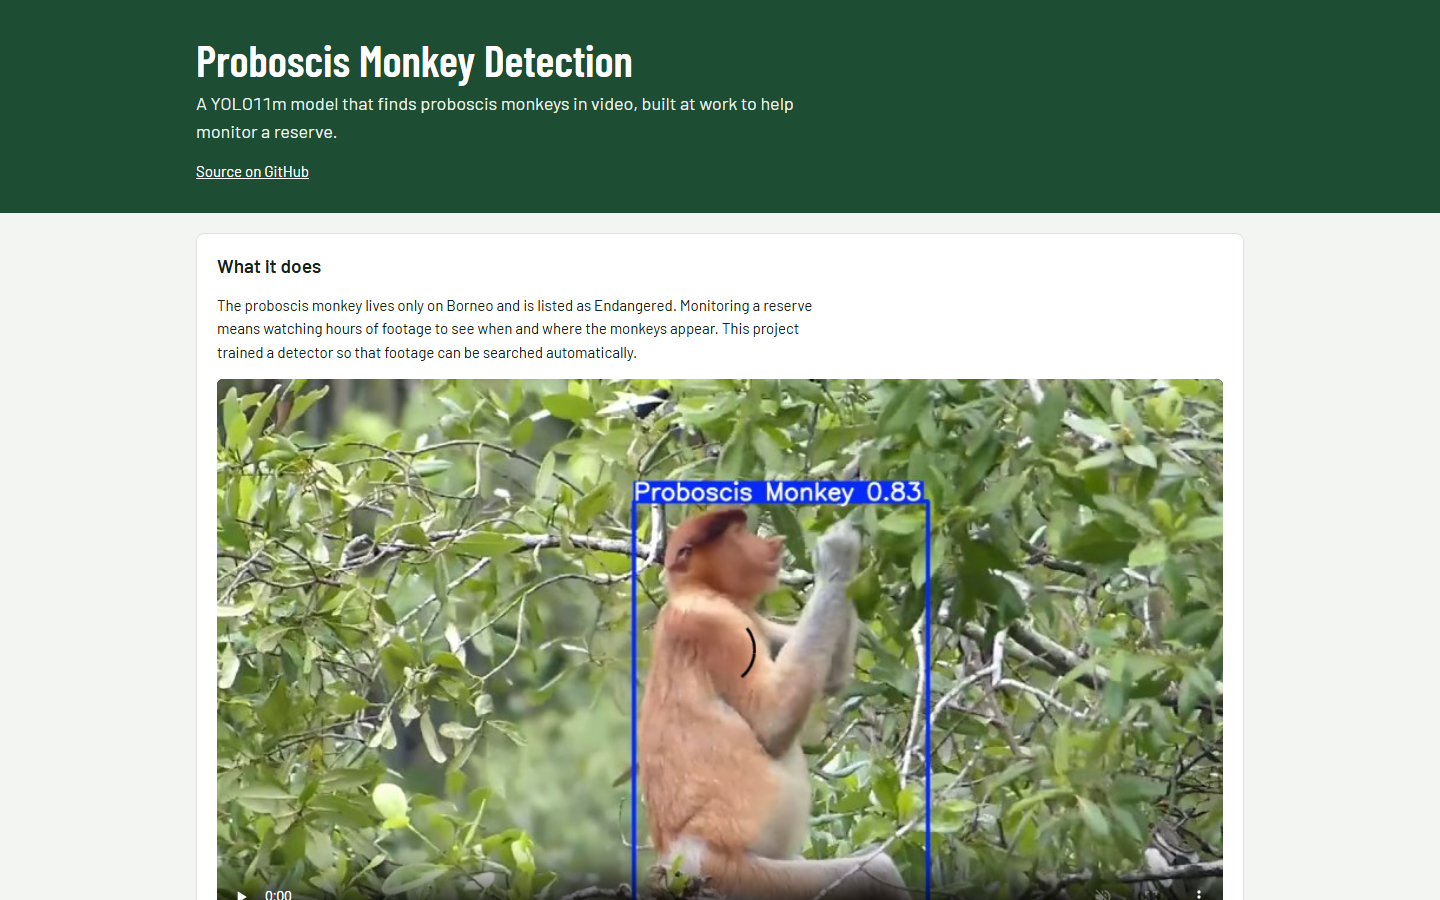 Proboscis Monkey Detection
A YOLO11m model that finds proboscis monkeys in video, built at work to help
monitor a reserve.
Source on GitHub
What it does
The proboscis monkey lives only on Borneo and is listed as Endangered. Monitoring a reserve
means watching hours of footage to see when and where the monkeys appear. This project
trained a detector so that footage can be searched automatically.
Proboscis Monkey 0.83
0:00